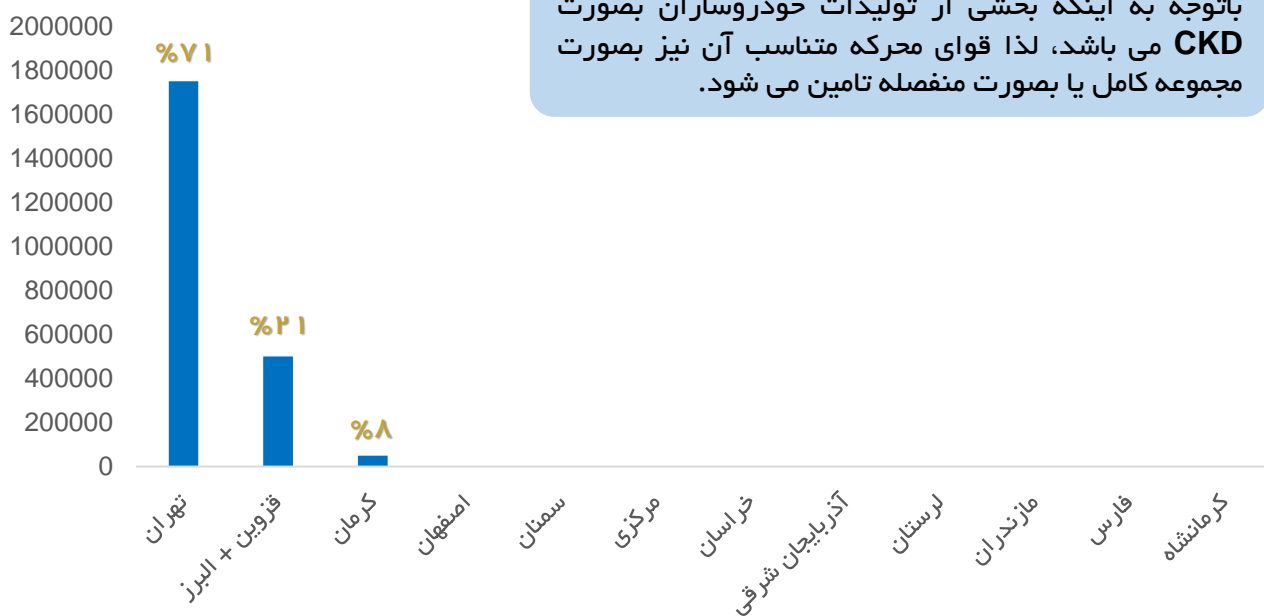 باتوجه به اینکه بخشی از تولیدات خودروسازان بصورت
CKD می باشد، لذا قوای محرکه متناسب آن نیز بصورت
مجموعه کامل یا بصورت منفصله تامین می شود.
2000000
1800000
1600000
1400000
1200000
1000000
800000
600000
400000
200000
0
%۷۱
%۲۱
%۸
تهران
قزوین + البرز
کرمان
اصفهان
سمنان
مرکزی
خراسان
آذربایجان شرقی
لرستان
مازندران
فارس
کرمانشاه